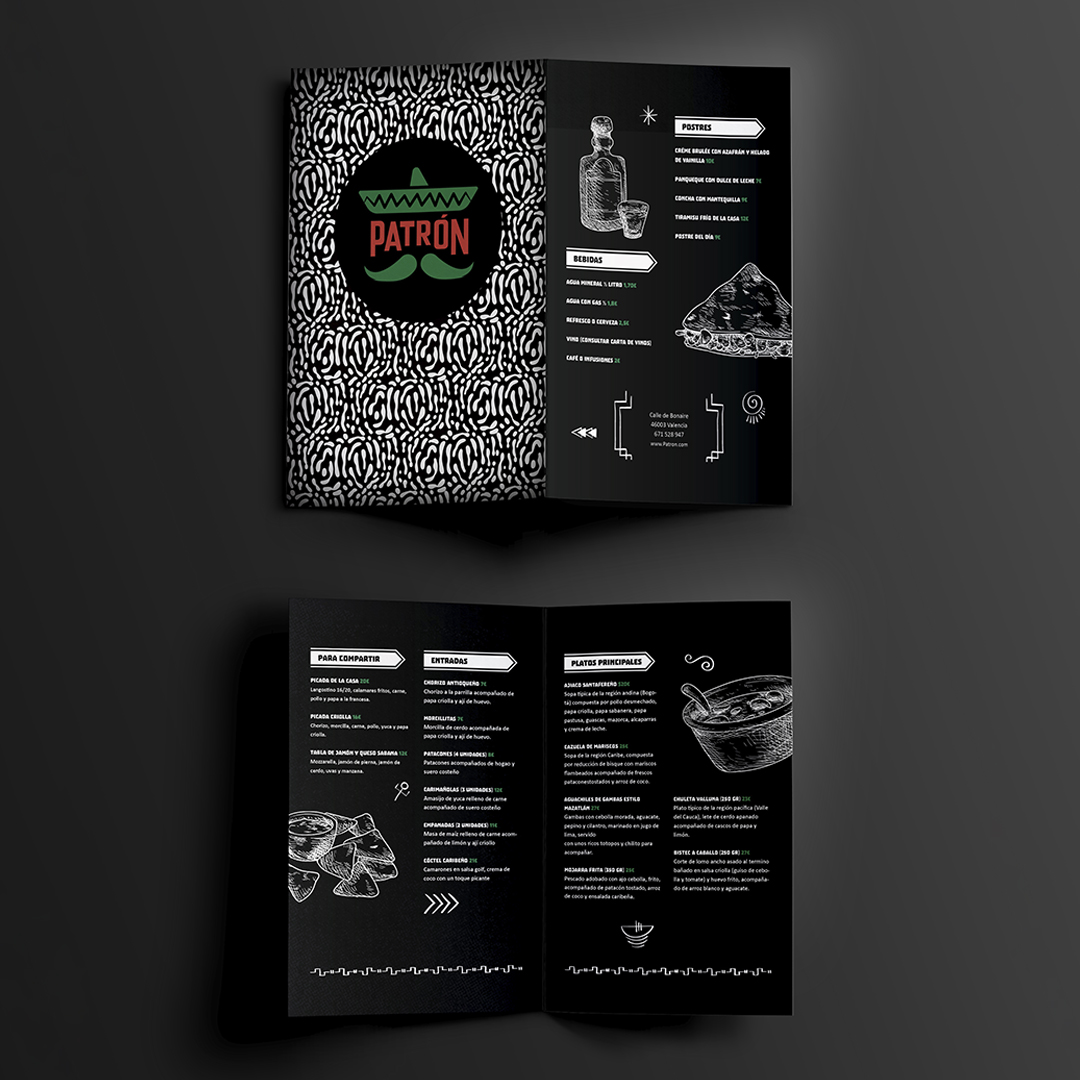 PATRÓN
POSTRES
CRÈME BRULÉE CON AZAFRÁN Y HELADO
DE VAINILLA 10€
PANQUEQUE CON DULCE DE LECHE 7€
CONCHA CON MANTEQUILLA 9€
TIRAMISU FRÍO DE LA CASA 12€
POSTRE DEL DÍA 9€
BEBIDAS
AGUA MINERAL ½ LITRO 1,70€
AGUA CON GAS ½ 1,8€
REFRESCO O CERVEZA 2,5€
VINO (CONSULTAR CARTA DE VINOS)
CAFÉ O INFUSIONES 2€
Calle de Bonaire
46003 Valencia
671 528 947
www.Patron.com
PARA COMPARTIR
PICADA DE LA CASA 20€
Langostino 16/20, calamares fritos, carne,
pollo y papa a la francesa.
PICADA CRIOLLA 16€
Chorizo, morcilla, carne, pollo, yuca y papa
criolla.
TABLA DE JAMÓN Y QUESO SABANA 12€
Mozzarella, jamón de pierna, jamón de
cerdo, uvas y manzana.
ENTRADAS
CHORIZO ANTIOQUEÑO 7€
Chorizo a la parrilla acompañado de
papa criolla y ají de huevo.
MORCILLITAS 7€
Morcilla de cerdo acompañada de
papa criolla y ají de huevo.
PATACONES (4 UNIDADES) 8€
Patacones acompañados de hogao y
suero costeño
CARIMAÑOLAS (3 UNIDADES) 12€
Amasijo de yuca relleno de carne
acompañado de suero costeño
EMPANADAS (2 UNIDADES) 11€
Masa de maíz relleno de carne acom-
pañado de limón y ají criollo
CÓCTEL CARIBEÑO 21€
Camarones en salsa golf, crema de
coco con un toque picante
PLATOS PRINCIPALES
AJIACO SANTAFEREÑO
Sopa típica de la región andina (Bogo-
tá) compuesta por pollo desmechado,
papa criolla, papa sabanera, papa
pastusa, guascas, majorca, alcaparras
y crema de leche.
CAZUELA DE MARISCOS 25€
Sopa de la región Caribe, compuesta
por reducción de bisque con mariscos
flambeados acompañado de frescos
pataconestostados y arroz de coco.
AGUACHILES DE GAMBAS ESTILO
MAZATLÁN 27€
Gambas con cebolla morada, aguacate,
pepino y cilantro, marinado en jugo de
lima, servido
con unos ricos totopos y chilito para
acompañar.
MOJARRA FRITA (350 GR) 25€
Pescado adobado con ajo cebolla, frito,
acompañado de patacón tostado, arroz
de coco y ensalada caribeña.
CHULETA VALLUNA (250 GR) 23€
Plato típico de la región pacífica (Valle
del Cauca), lete de cerdo apanado
acompañado de cascos de papa y
limón.
BISTEC A CABALLO (250 GR) 27€
Corte de lomo ancho asado al termino
bañado en salsa criolla (guiso de cebo-
lla y tomate) y huevo frito, acompaña-
do de arroz blanco y aguacate.